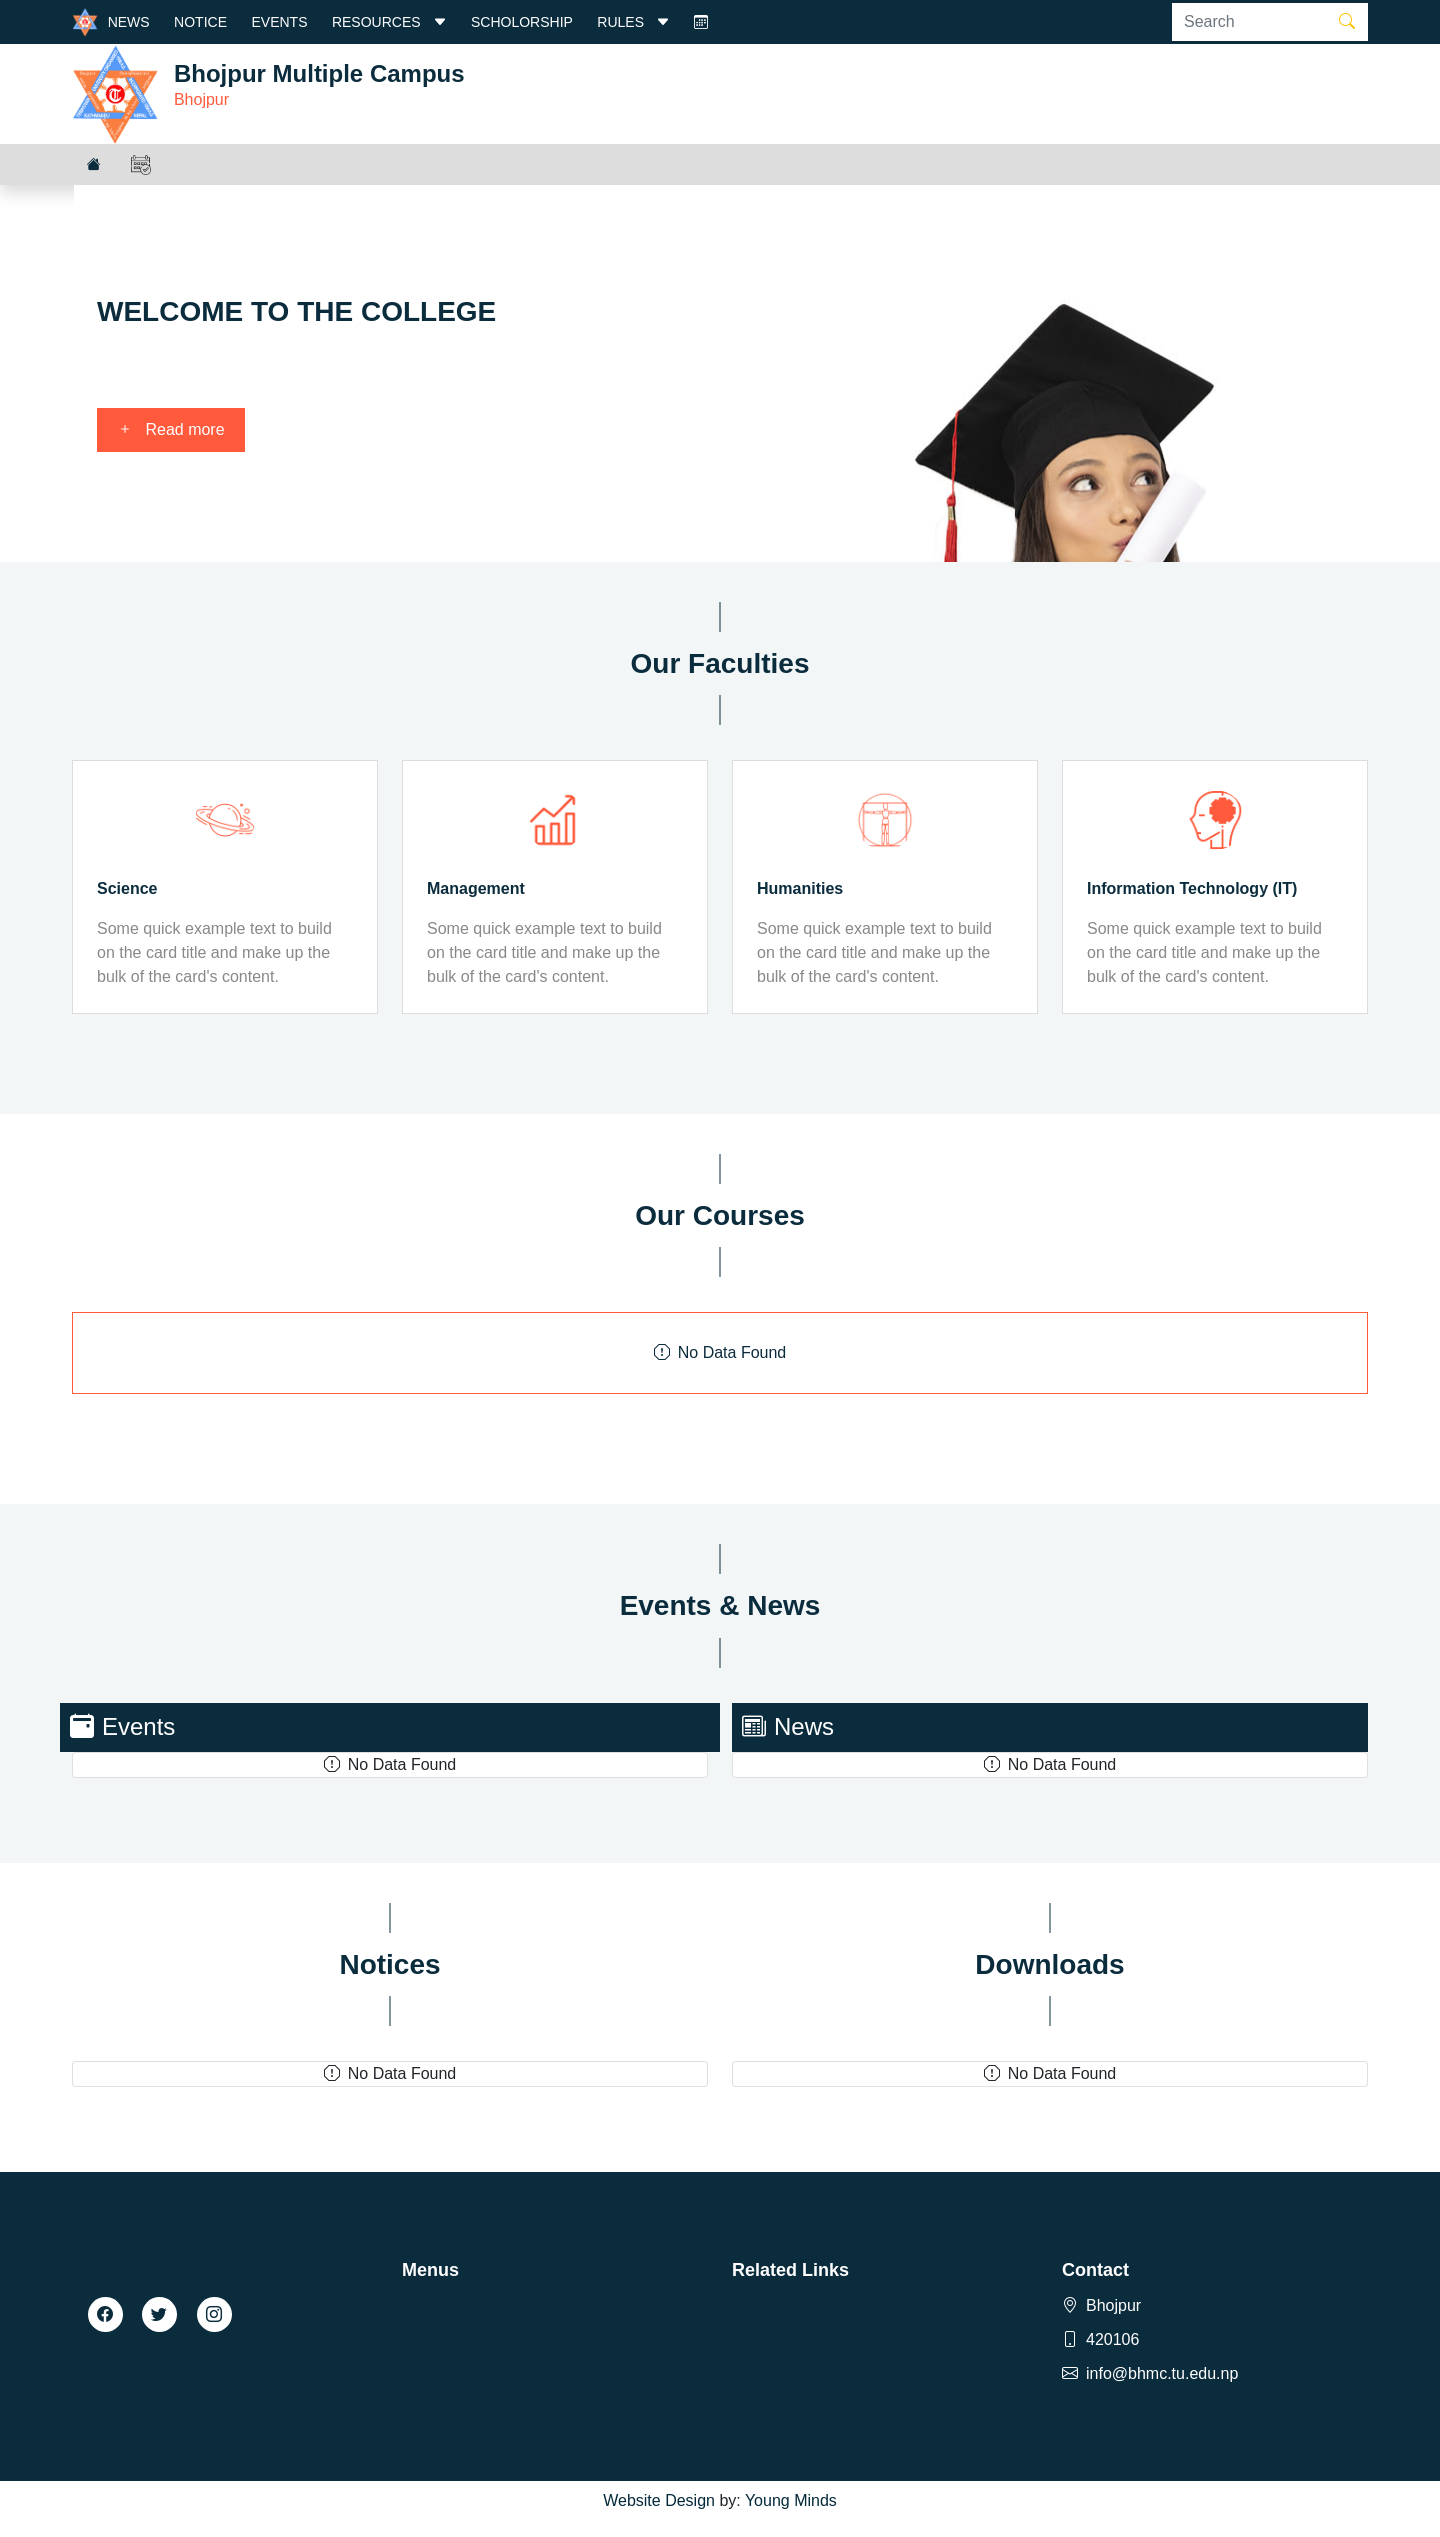 NEWS NOTICE EVENTS RESOURCES SCHOLORSHIP RULES Search
Bhojpur Multiple Campus
Bhojpur
WELCOME TO THE COLLEGE
Read more
Our Faculties
Science Management Humanities Information Technology (IT)
Some quick example text to build Some quick example text to build Some quick example text to build Some quick example text to build
on the card title and make up the on the card title and make up the on the card title and make up the on the card title and make up the
bulk of the card's content. bulk of the card's content. bulk of the card's content. bulk of the card's content.
Our Courses
No Data Found
Events & News
Events News
No Data Found No Data Found
Notices Downloads
No Data Found No Data Found
Menus Related Links Contact
Bhojpur
420106
info@bhmc.tu.edu.np
Website Design by: Young Minds